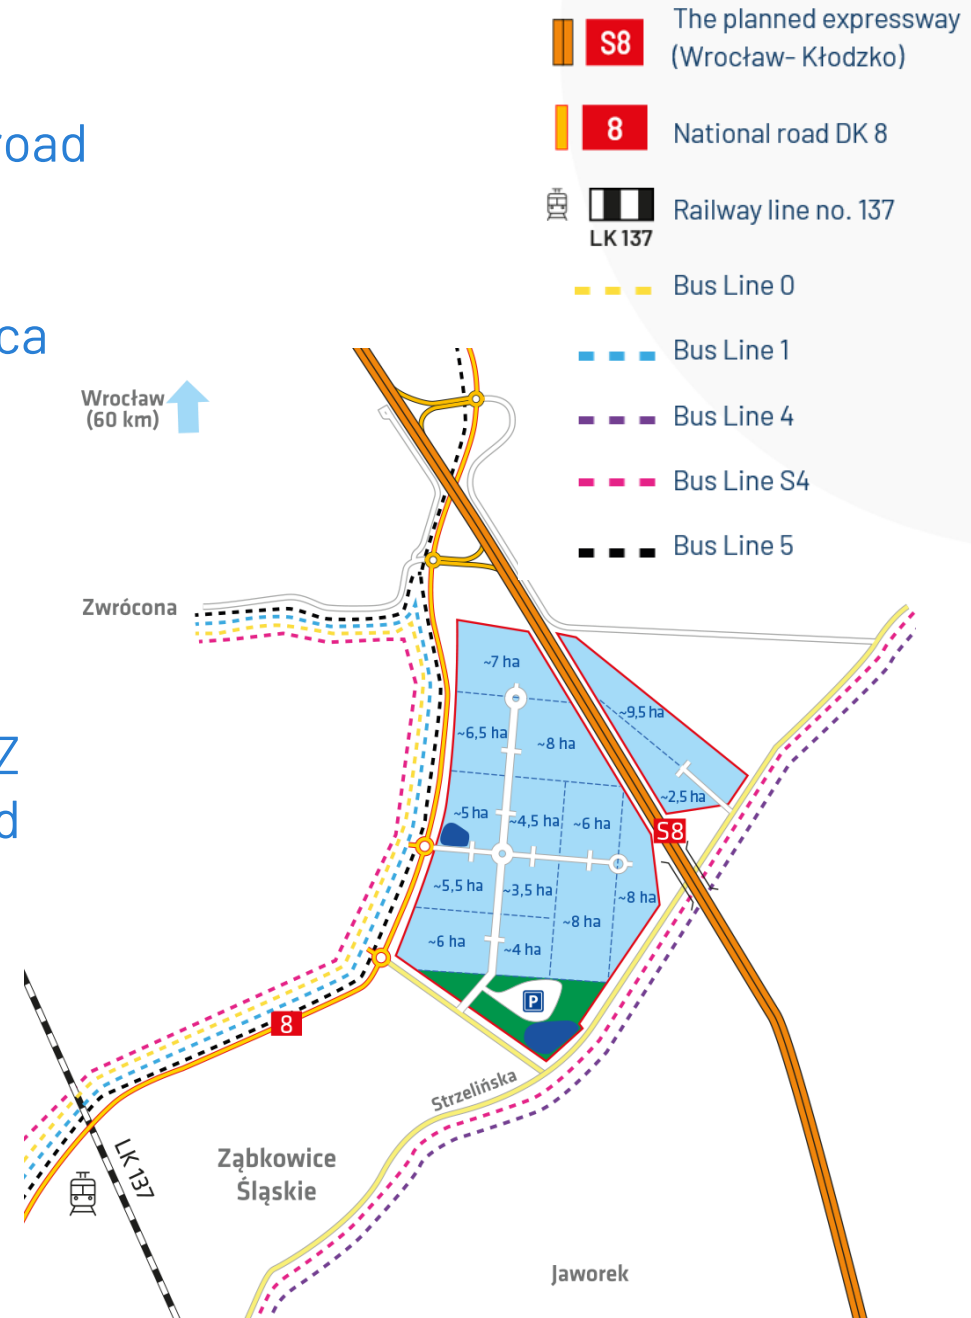 The planned expressway
S8
(Wrocław- Kłodzko)
8
National road DK 8
road
Railway line no. 137
LK 137
Bus Line 0
ca
Bus Line 1
Wrocław
(60 km)
Bus Line 4
Bus Line S4
Bus Line 5
Zwrócona
~7 ha
~9,5 ha
~6,5 ha
~8 ha
Z
~2,5 ha
d
~5 ha
~4,5 ha
~6 ha
S8
~5,5 ha
~3,5 ha
~8 ha
~8 ha
~6 ha
~4 ha
P
8
Strzelińska
LK 137
Ząbkowice
Śląskie
Jaworek